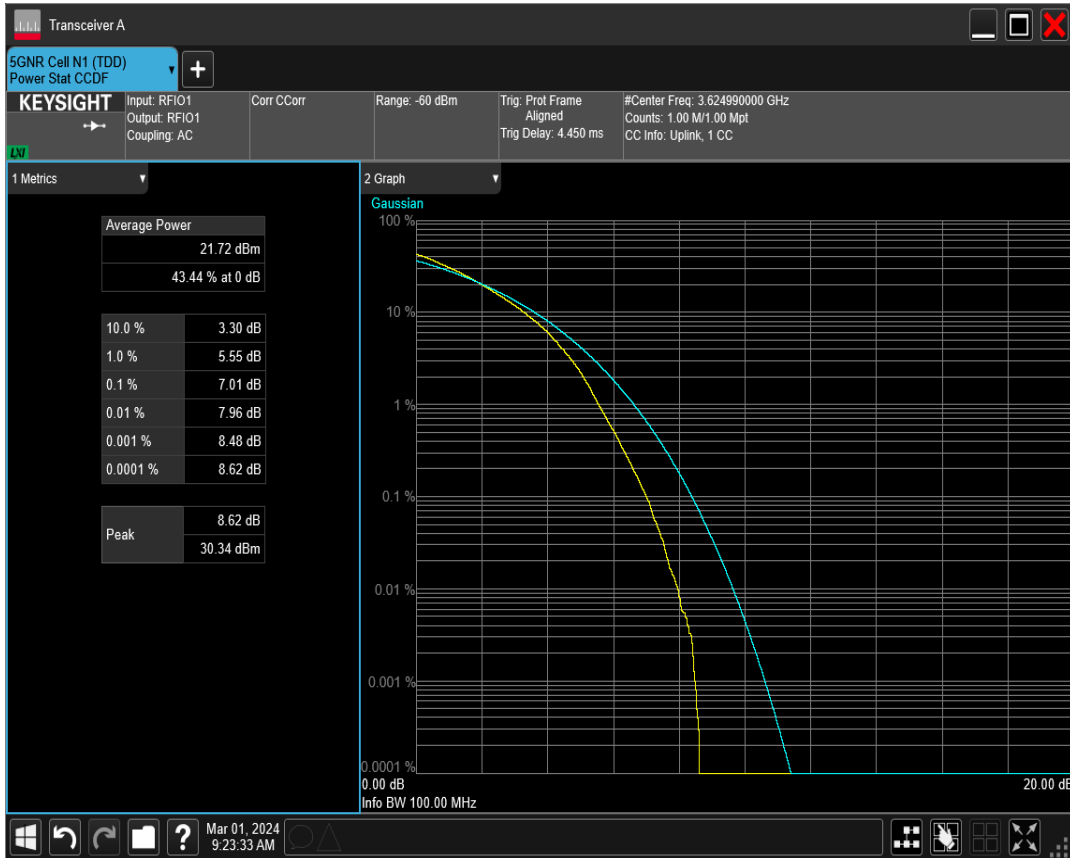 Transceiver A
5GNR Cell N1 (TDD)
Power Stat CCDF
+
KEYSIGHT
LXI
Input: RFIO1
Output: RFIO1
Coupling: AC
Corr CCorr
Range: -60 dBm
Trig: Prot Frame
Aligned
Trig Delay: 4.450 ms
#Center Freq: 3.624990000 GHz
Counts: 1.00 M/1.00 Mpt
CC Info: Uplink, 1 CC
1 Metrics
Average Power
21.72 dBm
43.44 % at 0 dB
10.0 % 3.30 dB
1.0 % 5.55 dB
0.1 % 7.01 dB
0.01 % 7.96 dB
0.001 % 8.48 dB
0.0001 % 8.62 dB
Peak
8.62 dB
30.34 dBm
2 Graph
Gaussian
100 %
10 %
1 %
0.1 %
0.01 %
0.001 %
0.0001 %
0.00 dB 20.00 dB
Info BW 100.00 MHz
?
Mar 01, 2024
9:23:33 AM